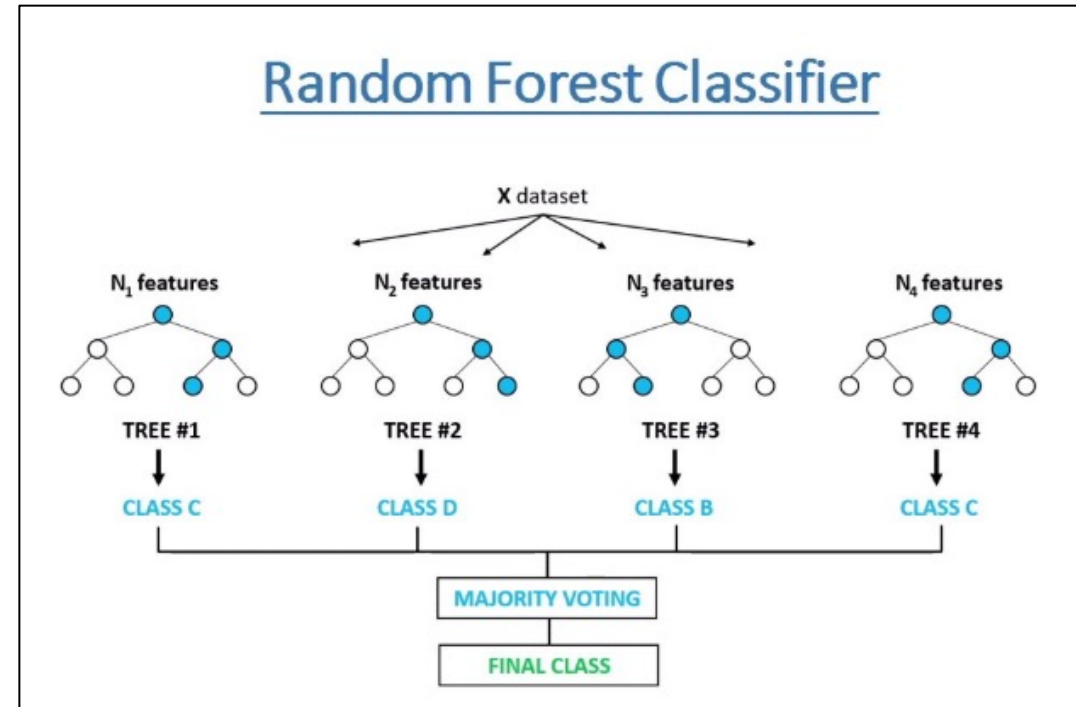 Random Forest Classifier
X dataset
N1 features
N2 features
N3 features
N4 features
TREE #1
TREE #2
TREE #3
TREE #4
CLASS C
CLASS D
CLASS B
CLASS C
MAJORITY VOTING
FINAL CLASS